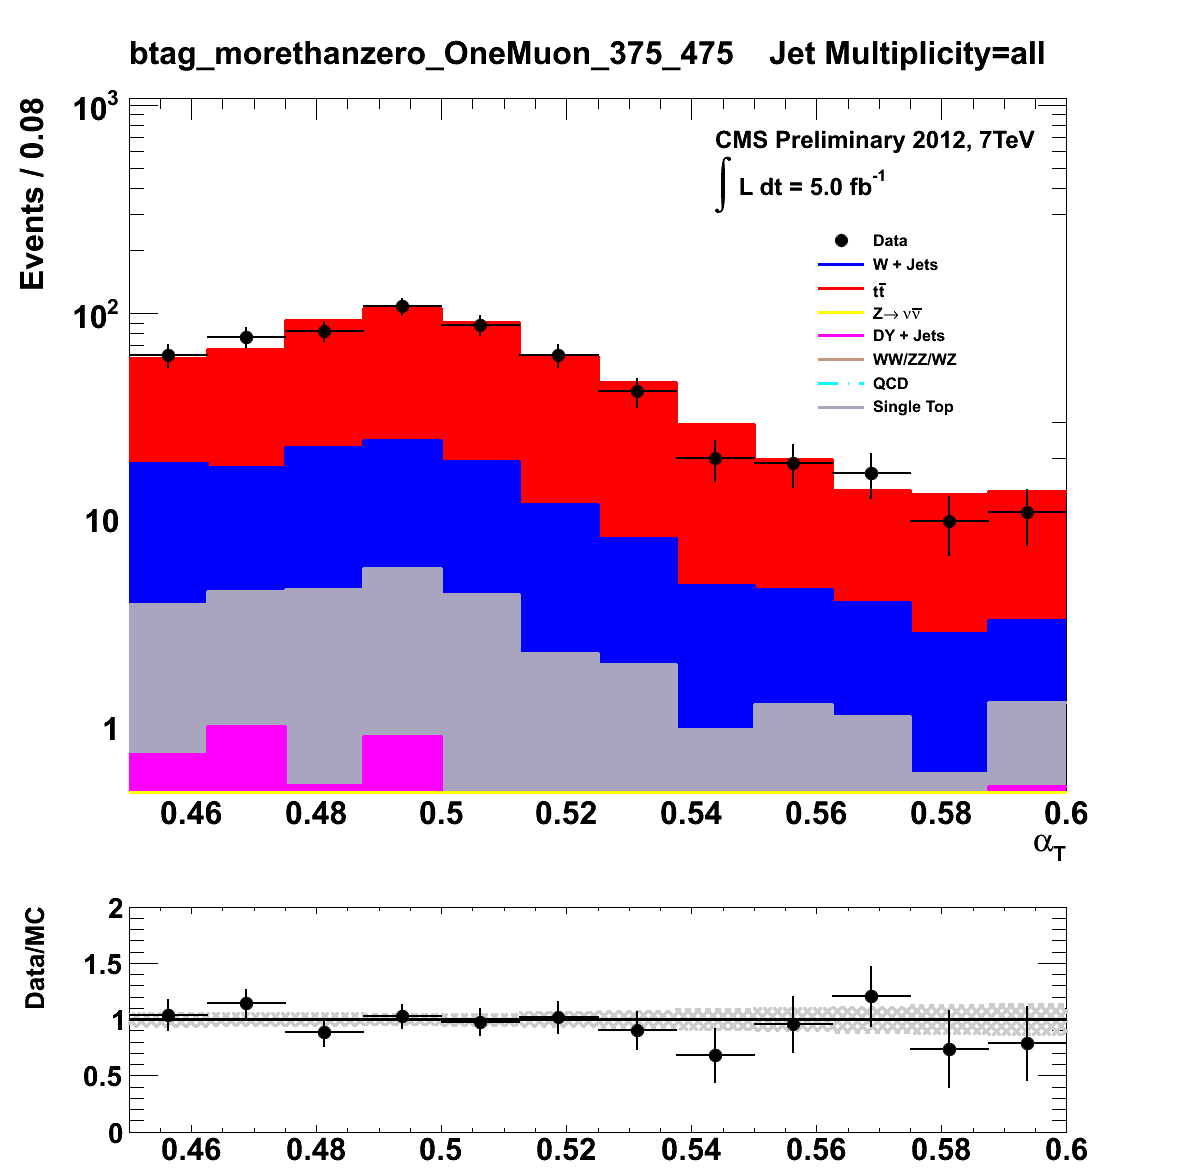 btag_morethanzero_OneMuon_375_475 Jet Multiplicity=all
Events / 0.08
10³
10²
10
1
CMS Preliminary 2012, 7TeV
∫ L dt = 5.0 fb⁻¹
Data
W + Jets
tt̅
Z→ νν̅
DY + Jets
WW/ZZ/WZ
QCD
Single Top
0.46 0.48 0.5 0.52 0.54 0.56 0.58 0.6
α_T
Data/MC
2
1.5
1
0.5
0
0.46 0.48 0.5 0.52 0.54 0.56 0.58 0.6